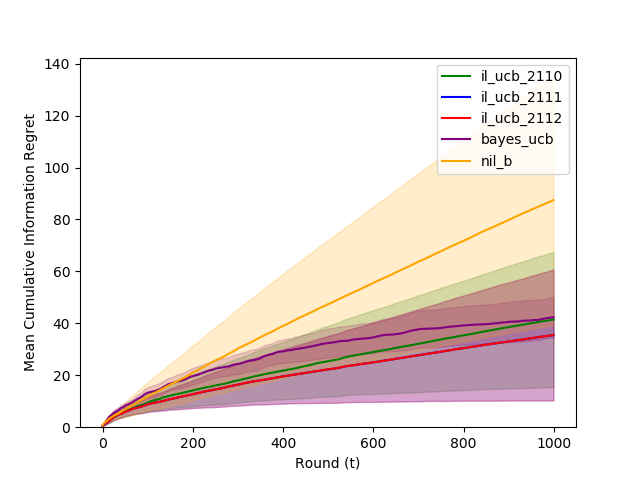 Mean Cumulative Information Regret
140
120
100
80
60
40
20
0
0 200 400 600 800 1000
Round (t)
il_ucb_2110
il_ucb_2111
il_ucb_2112
bayes_ucb
nil_b